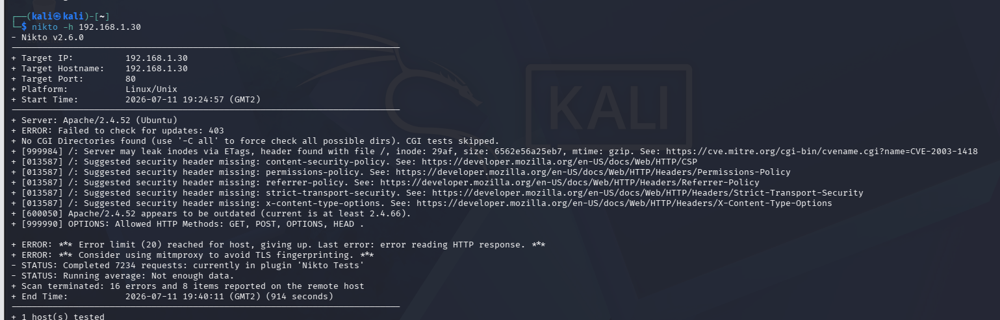 ┌──(kali㉿kali)-[~]
└─$ nikto -h 192.168.1.30
- Nikto v2.6.0
---------------------------------------------------------------------------
+ Target IP:          192.168.1.30
+ Target Hostname:    192.168.1.30
+ Target Port:        80
+ Platform:           Linux/Unix
+ Start Time:         2026-07-11 19:24:57 (GMT2)
---------------------------------------------------------------------------
+ Server: Apache/2.4.52 (Ubuntu)
+ ERROR: Failed to check for updates: 403
+ No CGI Directories found (use '-C all' to force check all possible dirs). CGI tests skipped.
+ [999984] /: Server may leak inodes via ETags, header found with file /, inode: 29af, size: 6562e56a25eb7, mtime: gzip. See: https://cve.mitre.org/cgi-bin/cvename.cgi?name=CVE-2003-1418
+ [013587] /: Suggested security header missing: content-security-policy. See: https://developer.mozilla.org/en-US/docs/Web/HTTP/CSP
+ [013587] /: Suggested security header missing: permissions-policy. See: https://developer.mozilla.org/en-US/docs/Web/HTTP/Headers/Permissions-Policy
+ [013587] /: Suggested security header missing: referrer-policy. See: https://developer.mozilla.org/en-US/docs/Web/HTTP/Headers/Referrer-Policy
+ [013587] /: Suggested security header missing: strict-transport-security. See: https://developer.mozilla.org/en-US/docs/Web/HTTP/Headers/Strict-Transport-Security
+ [013587] /: Suggested security header missing: x-content-type-options. See: https://developer.mozilla.org/en-US/docs/Web/HTTP/Headers/X-Content-Type-Options
+ [600050] Apache/2.4.52 appears to be outdated (current is at least 2.4.66).
+ [999990] OPTIONS: Allowed HTTP Methods: GET, POST, OPTIONS, HEAD .
+ ERROR: *** Error limit (20) reached for host, giving up. Last error: error reading HTTP response. ***
+ ERROR: *** Consider using mitmproxy to avoid TLS fingerprinting. ***
- STATUS: Completed 7234 requests: currently in plugin 'Nikto Tests'
- STATUS: Running average: Not enough data.
+ Scan terminated: 16 errors and 8 items reported on the remote host
+ End Time:           2026-07-11 19:40:11 (GMT2) (914 seconds)
---------------------------------------------------------------------------
+ 1 host(s) tested
KALI